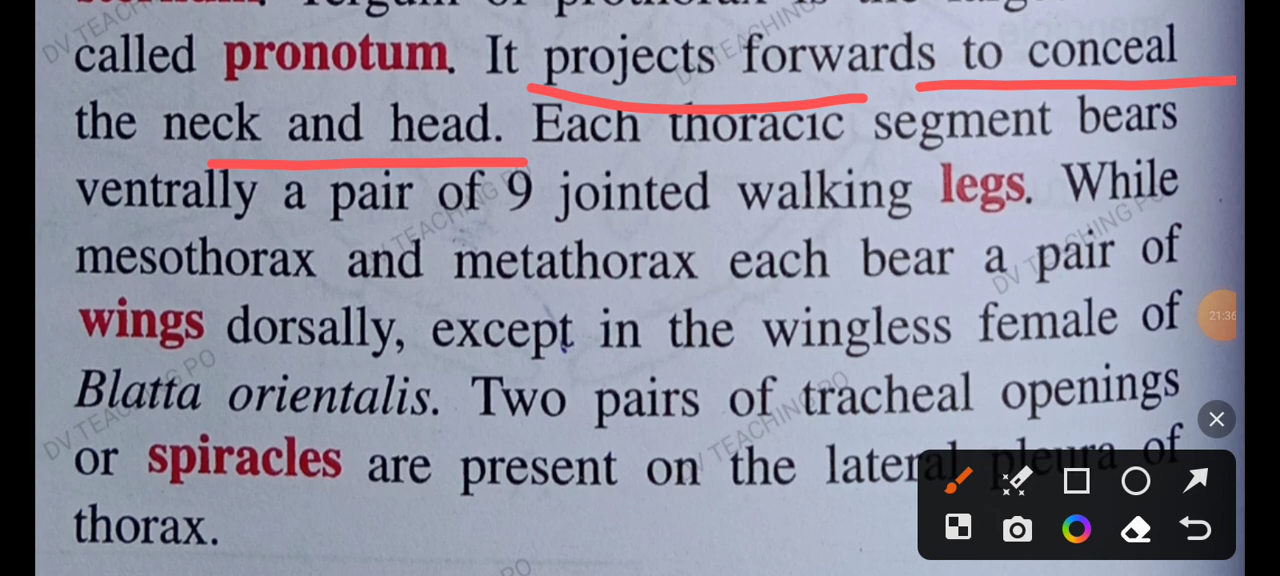 called pronotum. It projects forwards to conceal
the neck and head. Each thoracic segment bears
ventrally a pair of 9 jointed walking legs. While
mesothorax and metathorax each bear a pair of
wings dorsally, except in the wingless female of
Blatta orientalis. Two pairs of tracheal openings
or spiracles are present on the lateral pleura of
thorax.
21:36